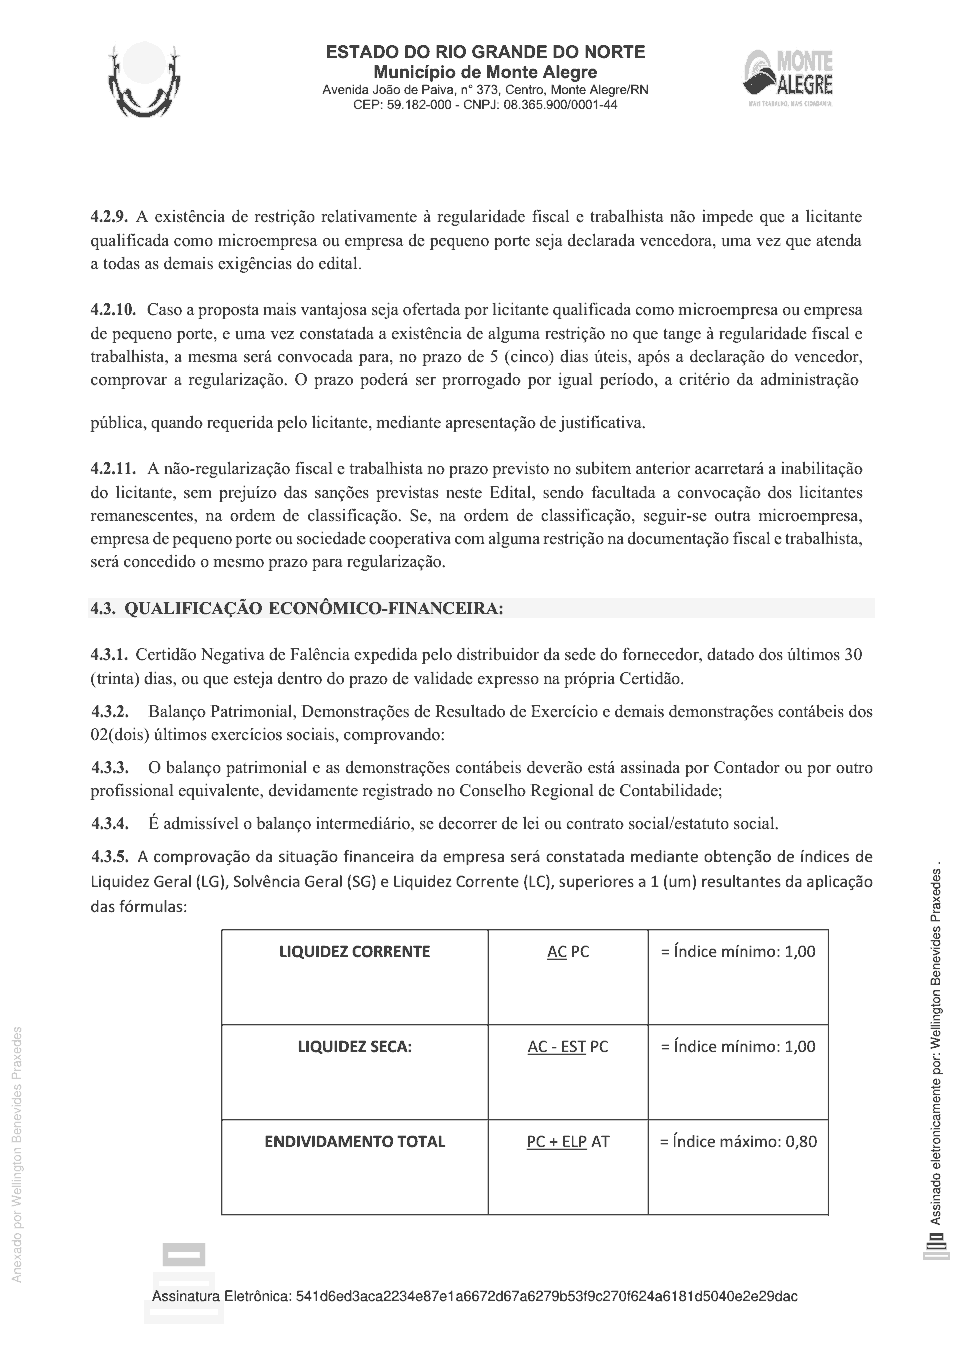 ESTADO DO RIO GRANDE DO NORTE
Município de Monte Alegre
Avenida João de Paiva, n° 373, Centro, Monte Alegre/RN
CEP: 59.182-000 - CNPJ: 08.365.900/0001-44
MONTE
ALEGRE
MAIS TRABALHO, MAIS CIDADANIA
4.2.9. A existência de restrição relativamente à regularidade fiscal e trabalhista não impede que a licitante
qualificada como microempresa ou empresa de pequeno porte seja declarada vencedora, uma vez que atenda
a todas as demais exigências do edital.
4.2.10. Caso a proposta mais vantajosa seja ofertada por licitante qualificada como microempresa ou empresa
de pequeno porte, e uma vez constatada a existência de alguma restrição no que tange à regularidade fiscal e
trabalhista, a mesma será convocada para, no prazo de 5 (cinco) dias úteis, após a declaração do vencedor,
comprovar a regularização. O prazo poderá ser prorrogado por igual período, a critério da administração
pública, quando requerida pelo licitante, mediante apresentação de justificativa.
4.2.11. A não-regularização fiscal e trabalhista no prazo previsto no subitem anterior acarretará a inabilitação
do licitante, sem prejuízo das sanções previstas neste Edital, sendo facultada a convocação dos licitantes
remanescentes, na ordem de classificação. Se, na ordem de classificação, seguir-se outra microempresa,
empresa de pequeno porte ou sociedade cooperativa com alguma restrição na documentação fiscal e trabalhista,
será concedido o mesmo prazo para regularização.
4.3. QUALIFICAÇÃO ECONÔMICO-FINANCEIRA:
4.3.1. Certidão Negativa de Falência expedida pelo distribuidor da sede do fornecedor, datado dos últimos 30
(trinta) dias, ou que esteja dentro do prazo de validade expresso na própria Certidão.
4.3.2. Balanço Patrimonial, Demonstrações de Resultado de Exercício e demais demonstrações contábeis dos
02(dois) últimos exercícios sociais, comprovando:
4.3.3. O balanço patrimonial e as demonstrações contábeis deverão está assinada por Contador ou por outro
profissional equivalente, devidamente registrado no Conselho Regional de Contabilidade;
4.3.4. É admissível o balanço intermediário, se decorrer de lei ou contrato social/estatuto social.
4.3.5. A comprovação da situação financeira da empresa será constatada mediante obtenção de índices de
Liquidez Geral (LG), Solvência Geral (SG) e Liquidez Corrente (LC), superiores a 1 (um) resultantes da aplicação
das fórmulas:
LIQUIDEZ CORRENTE AC PC = Índice mínimo: 1,00
LIQUIDEZ SECA: AC - EST PC = Índice mínimo: 1,00
ENDIVIDAMENTO TOTAL PC + ELP AT = Índice máximo: 0,80
Assinatura Eletrônica: 541d6ed3aca2234e87e1a6672d67a6279b53f9c270f624a6181d5040e2e29dac
Anexado por Wellington Benevides Praxedes
Assinado eletronicamente por: Wellington Benevides Praxedes .